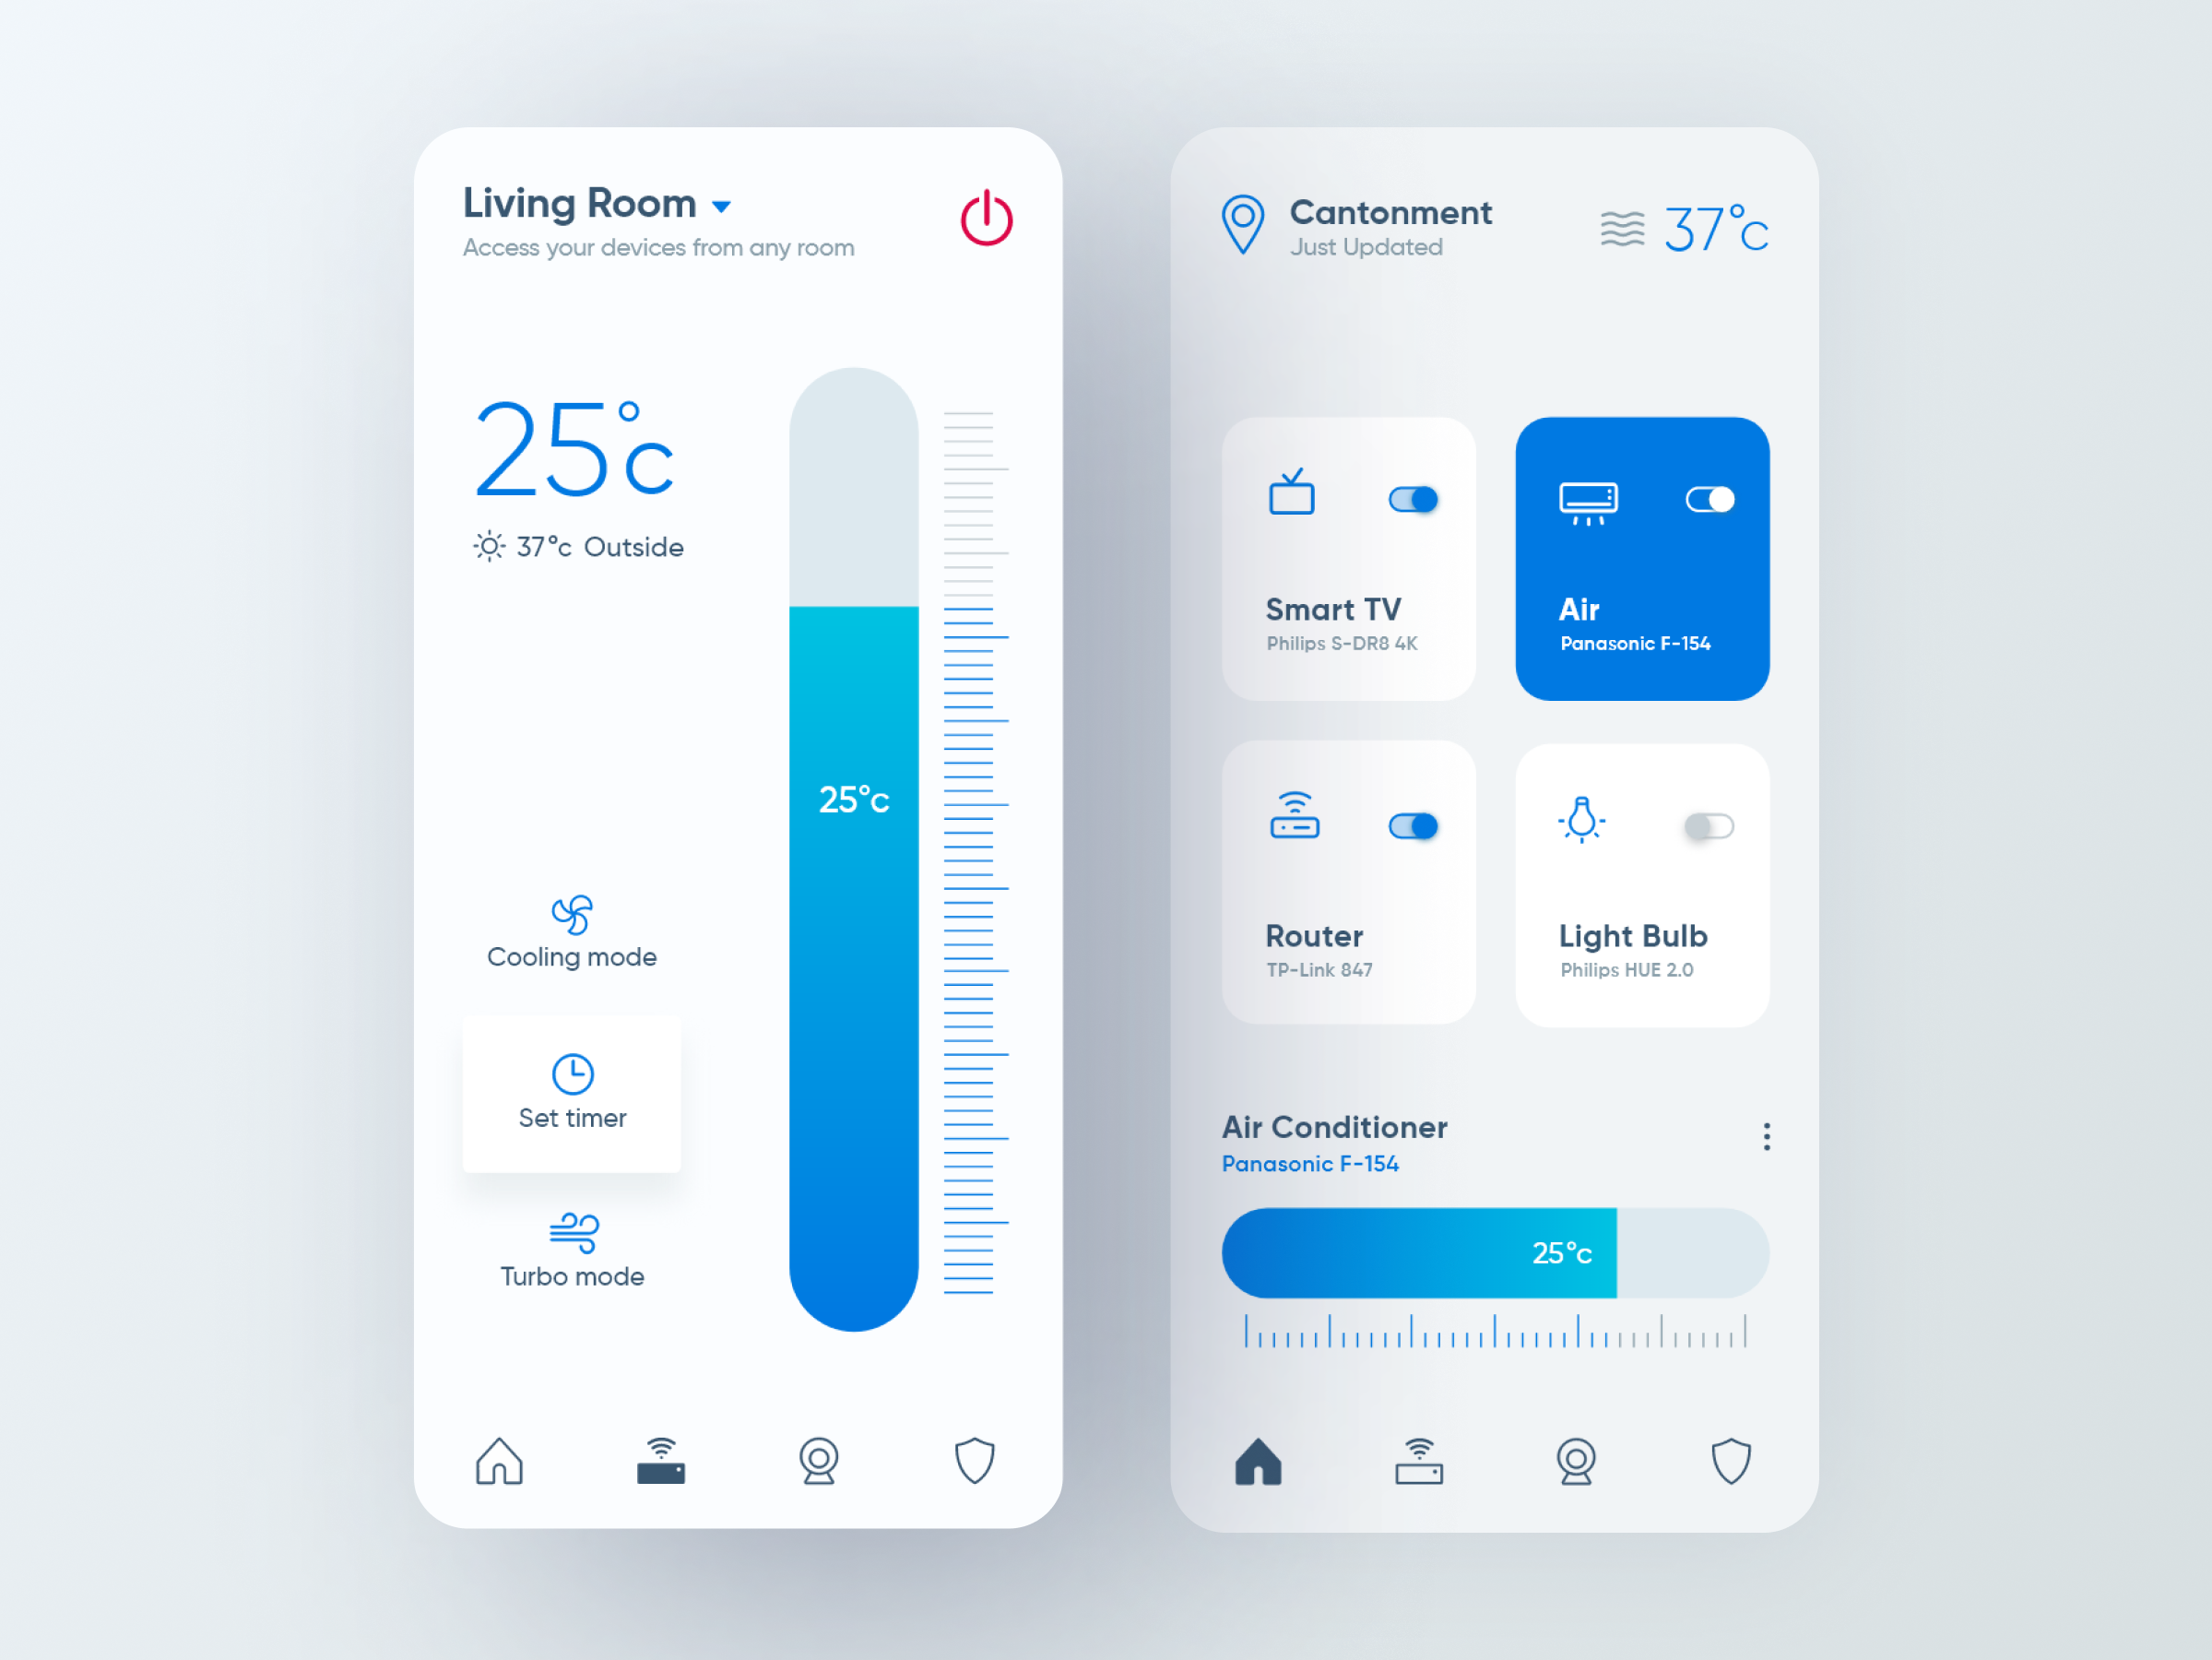 Living Room
Access your devices from any room
25°c
37°c Outside
25°c
Cooling mode
Set timer
Turbo mode
Cantonment
Just Updated
37°c
Smart TV
Philips S-DR8 4K
Air
Panasonic F-154
Router
TP-Link 847
Light Bulb
Philips HUE 2.0
Air Conditioner
Panasonic F-154
25°c